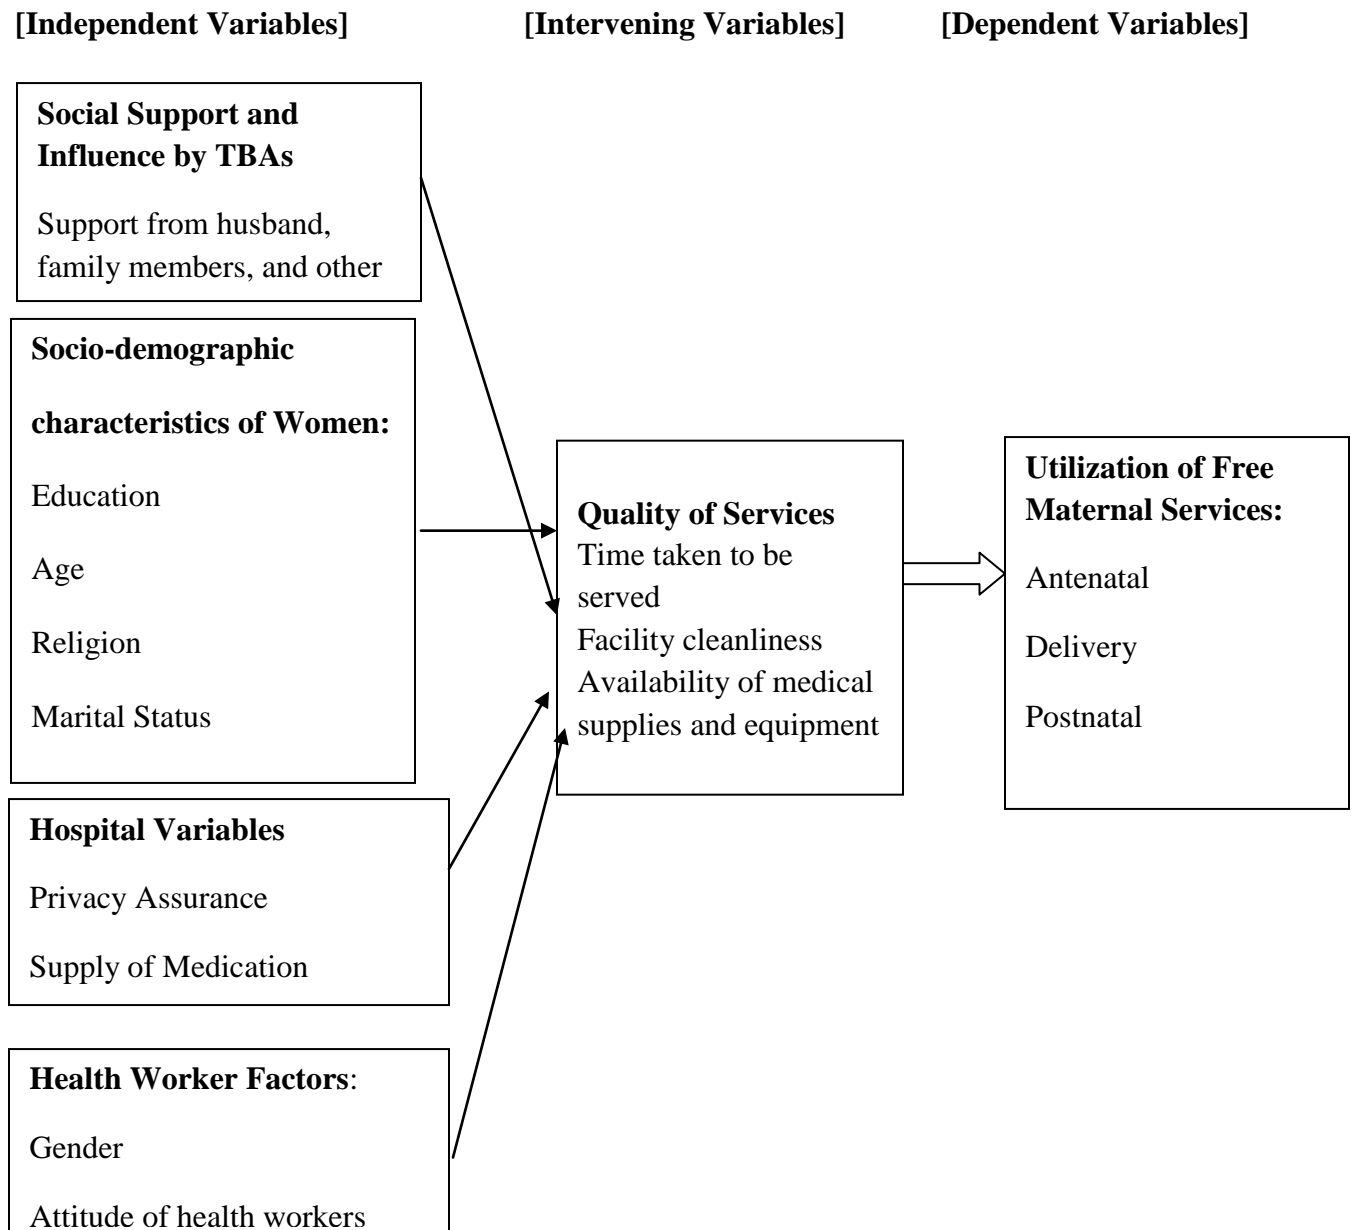 [Independent Variables] [Intervening Variables] [Dependent Variables]
Social Support and
Influence by TBAs
Support from husband,
family members, and other
Socio-demographic
characteristics of Women:
Education
Age
Religion
Marital Status
Hospital Variables
Privacy Assurance
Supply of Medication
Health Worker Factors:
Gender
Attitude of health workers
Quality of Services
Time taken to be
served
Facility cleanliness
Availability of medical
supplies and equipment
Utilization of Free
Maternal Services:
Antenatal
Delivery
Postnatal